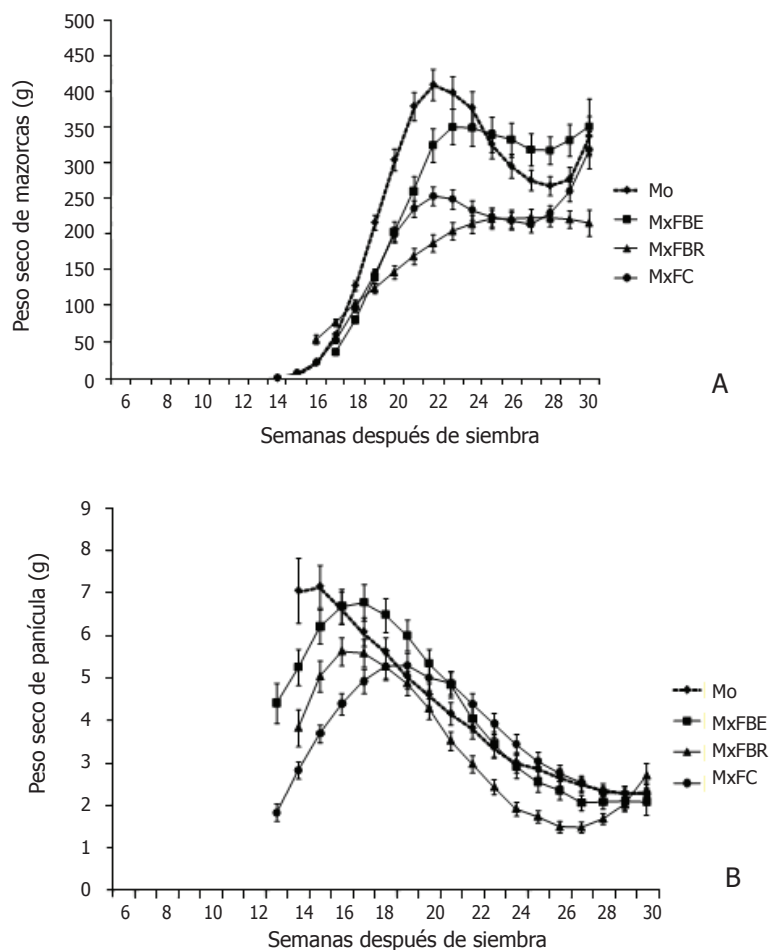 500
450
400
350
300
250
200
150
100
50
0
Peso seco de mazorcas (g)
6 8 10 12 14 16 18 20 22 24 26 28 30
Semanas después de siembra
Mo
MxFBE
MxFBR
MxFC
A
9
8
7
6
5
4
3
2
1
0
Peso seco de panícula (g)
6 8 10 12 14 16 18 20 22 24 26 28 30
Semanas después de siembra
Mo
MxFBE
MxFBR
MxFC
B